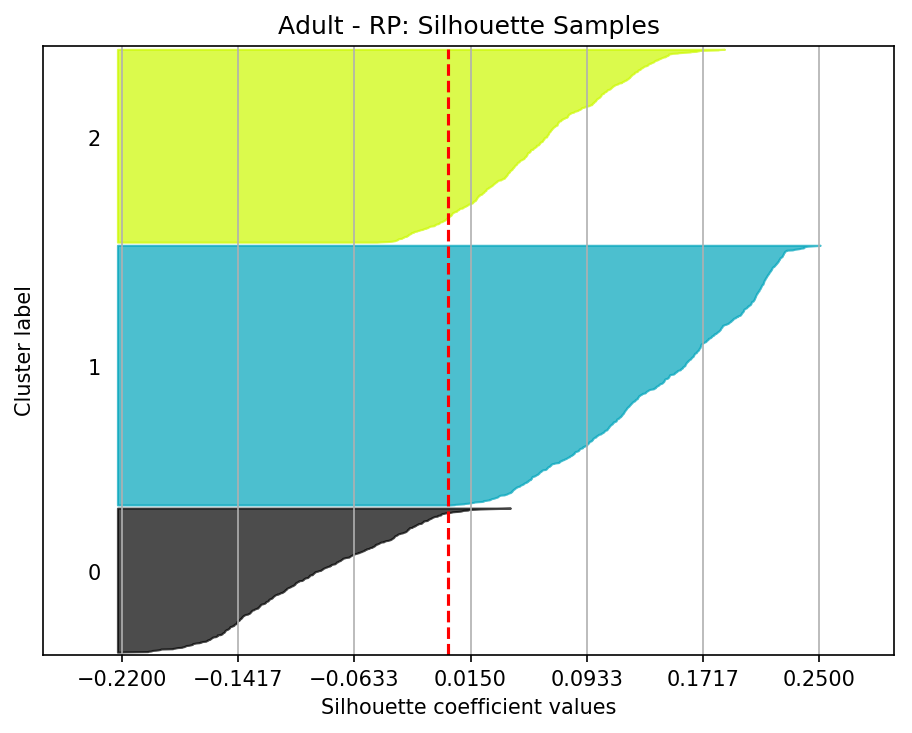 Adult - RP: Silhouette Samples
Cluster label
2
1
0
−0.2200 −0.1417 −0.0633 0.0150 0.0933 0.1717 0.2500
Silhouette coefficient values